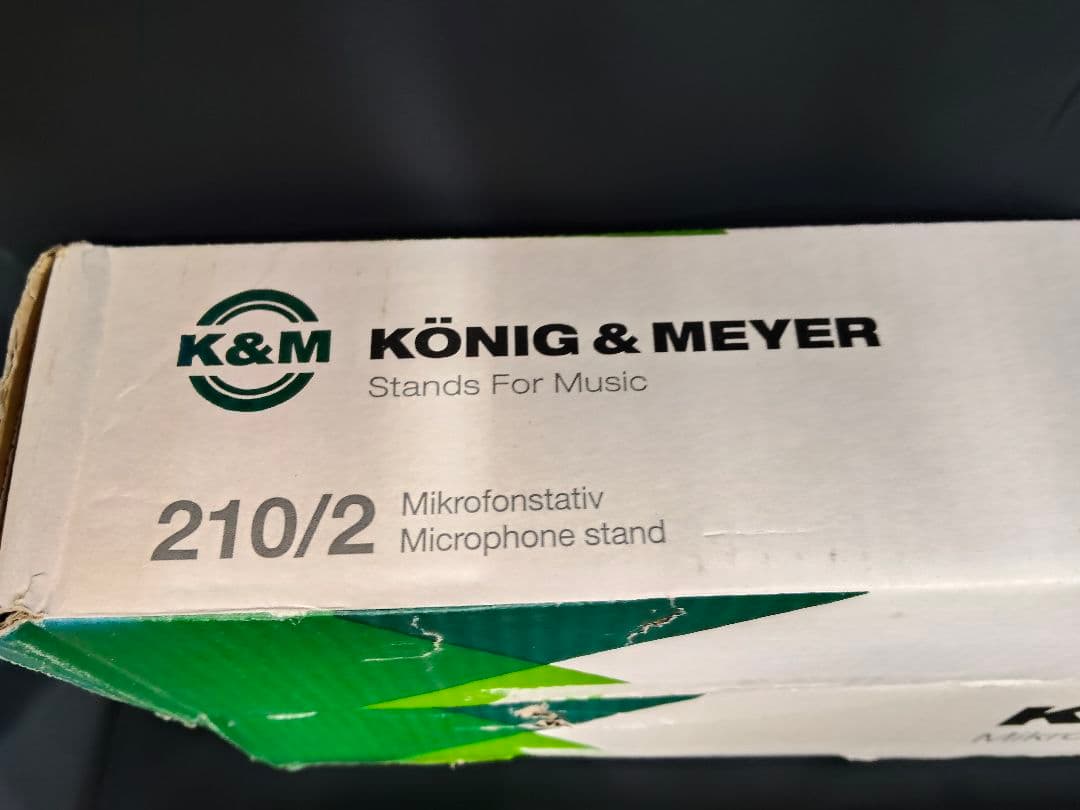 K&M
KÖNIG & MEYER
Stands For Music
210/2
Mikrofonstativ
Microphone stand